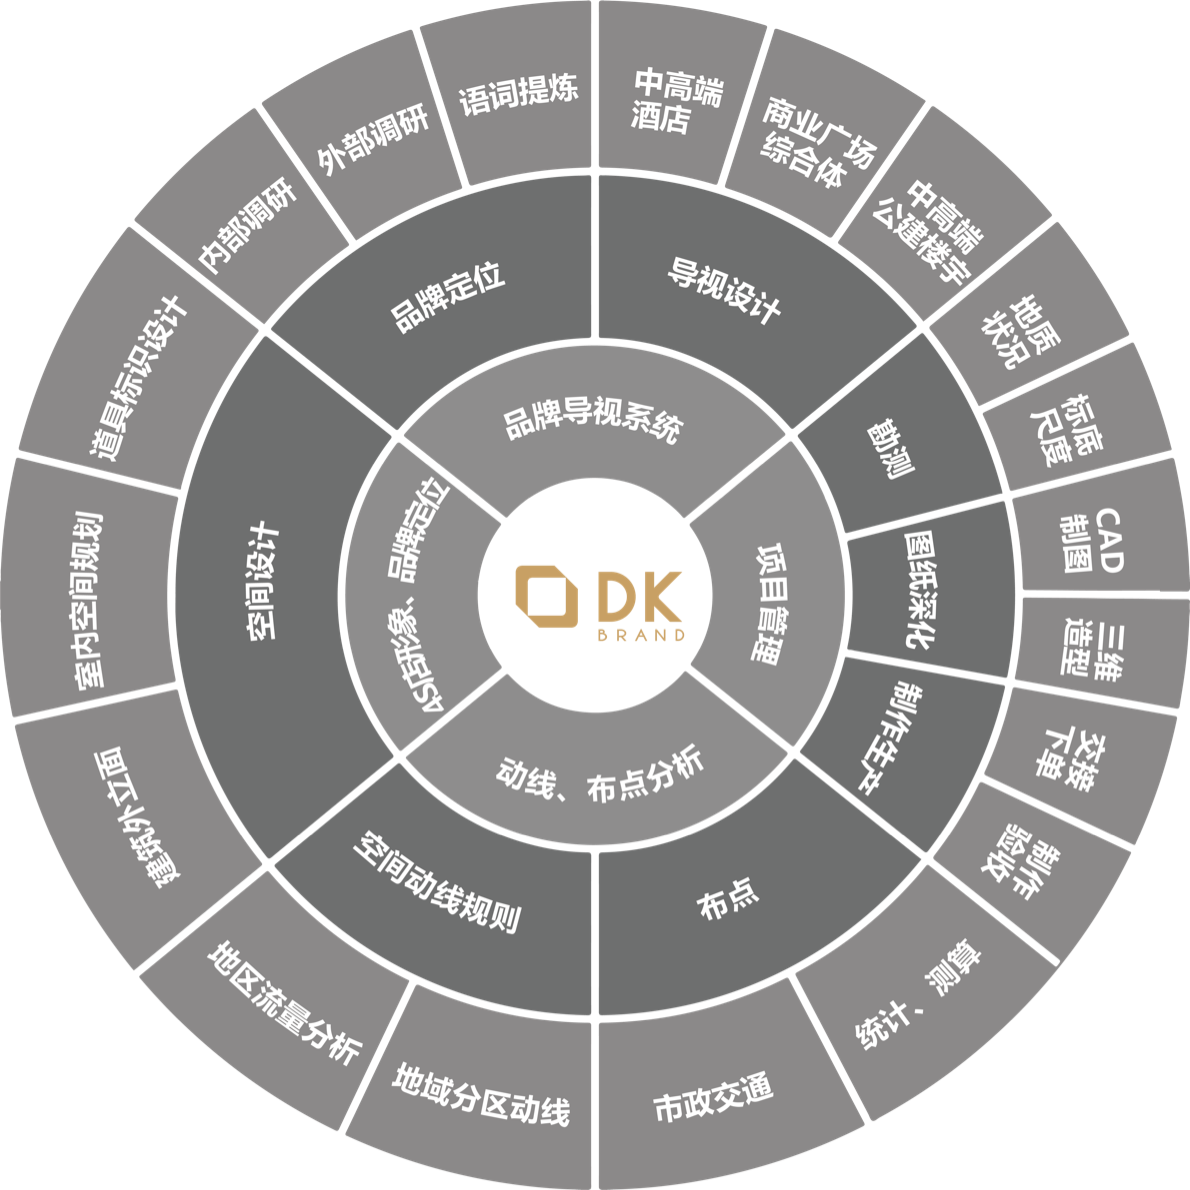 语词提炼
中高端
酒店
商业广场
综合体
中高端
公建楼宇
地质
状况
标底
尺度
CAD
制图
三维
造型
交接
下单
制作
验收
统计、测算
市政交通
地域分区动线
地区流量分析
建筑外立面
室内空间规划
道具标识设计
内部调研
外部调研
品牌定位
导视设计
勘测
图纸深化
制作生产
布点
空间动线规则
空间设计
品牌导视系统
项目管理
动线、布点分析
4S店形象、品牌定位
DK
BRAND